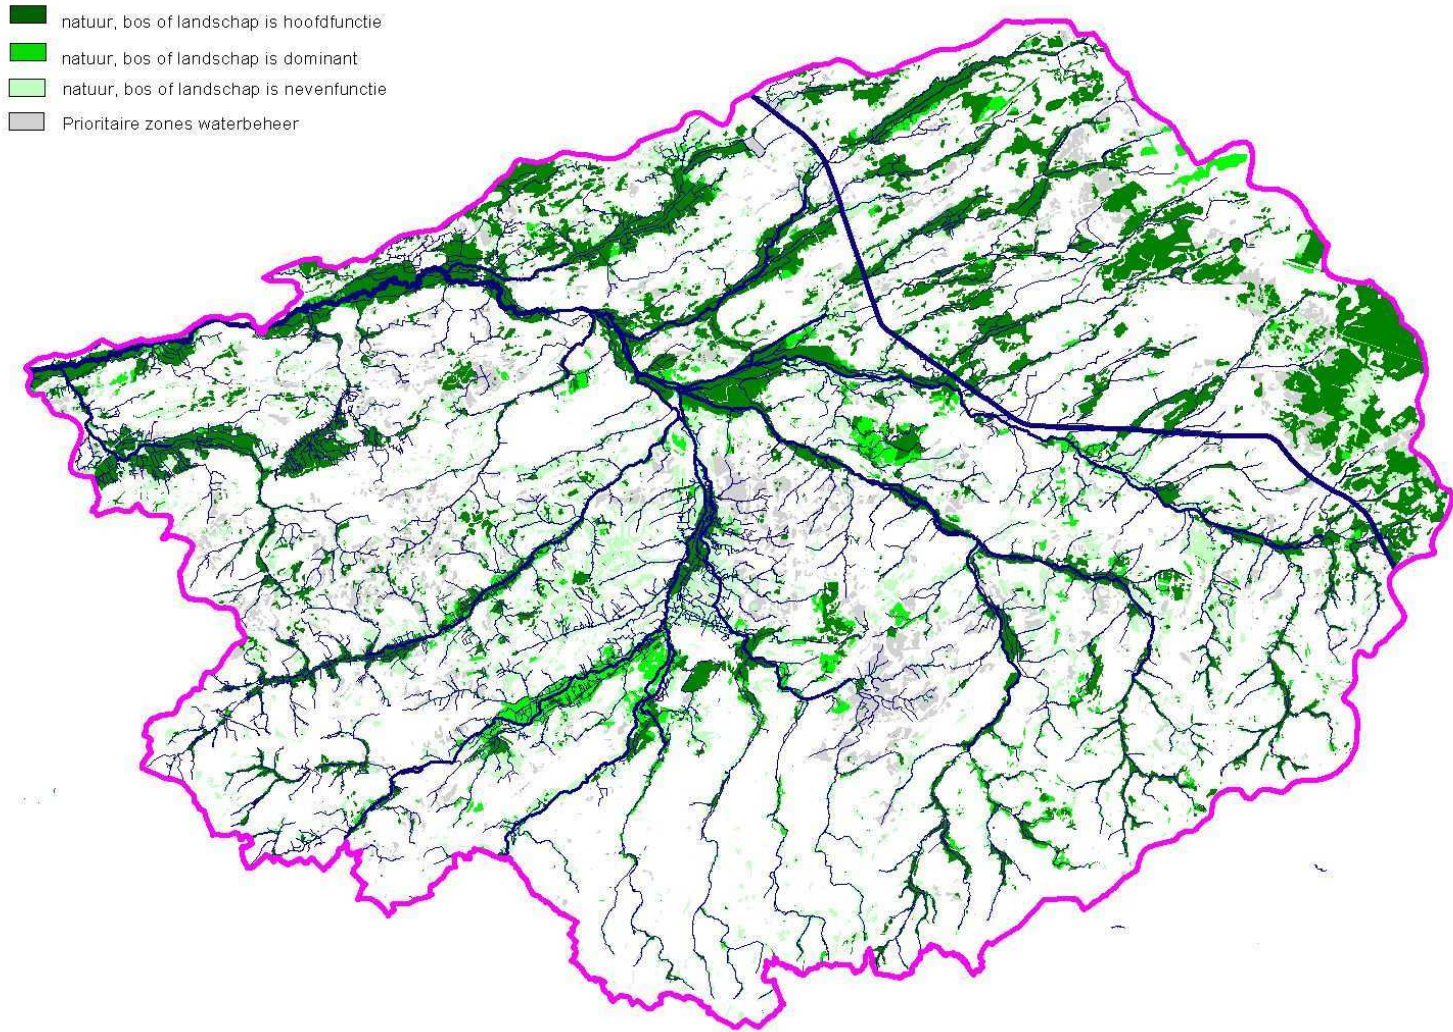 natuur, bos of landschap is hoofdfunctie
natuur, bos of landschap is dominant
natuur, bos of landschap is nevenfunctie
Prioritaire zones waterbeheer